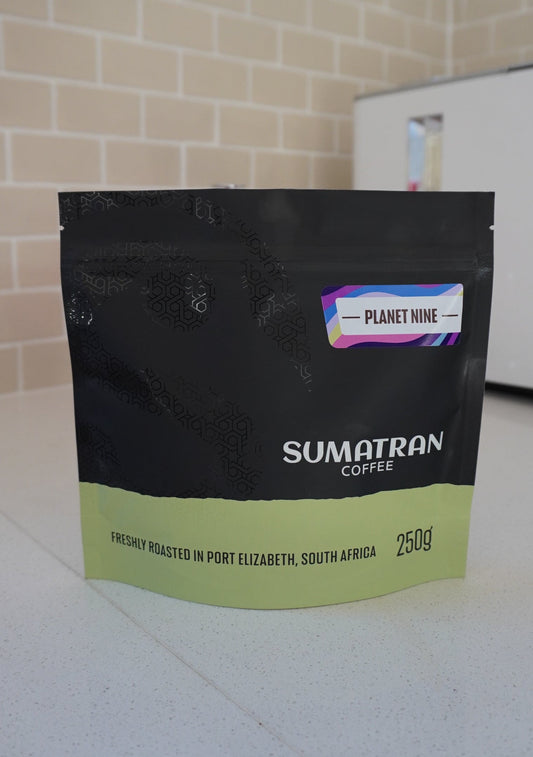 — PLANET NINE —
SUMATRAN
COFFEE
FRESHLY ROASTED IN PORT ELIZABETH, SOUTH AFRICA 250g